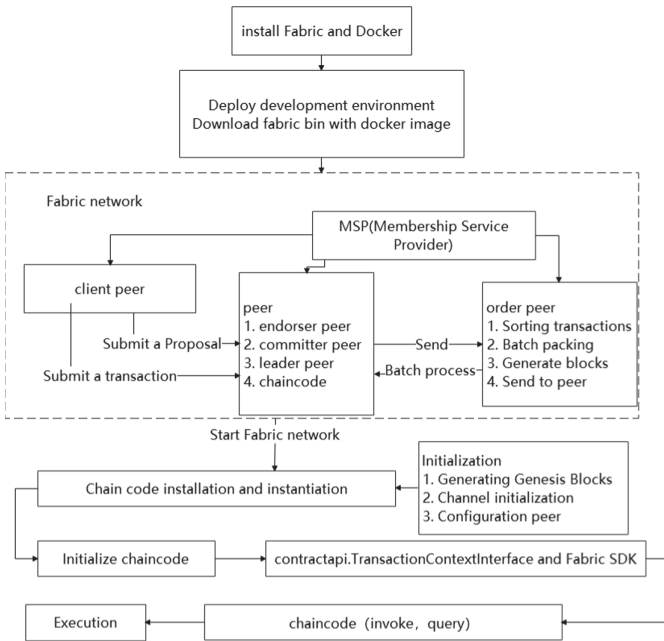 install Fabric and Docker
Deploy development environment
Download fabric bin with docker image
Fabric network
MSP(Membership Service
Provider)
client peer
peer
1. endorser peer
2. committer peer
3. leader peer
4. chaincode
order peer
1. Sorting transactions
2. Batch packing
3. Generate blocks
4. Send to peer
Submit a Proposal
Submit a transaction
Send
Batch process
Start Fabric network
Initialization
1. Generating Genesis Blocks
2. Channel initialization
3. Configuration peer
Chain code installation and instantiation
Initialize chaincode
contractapi.TransactionContextInterface and Fabric SDK
Execution
chaincode（invoke，query）